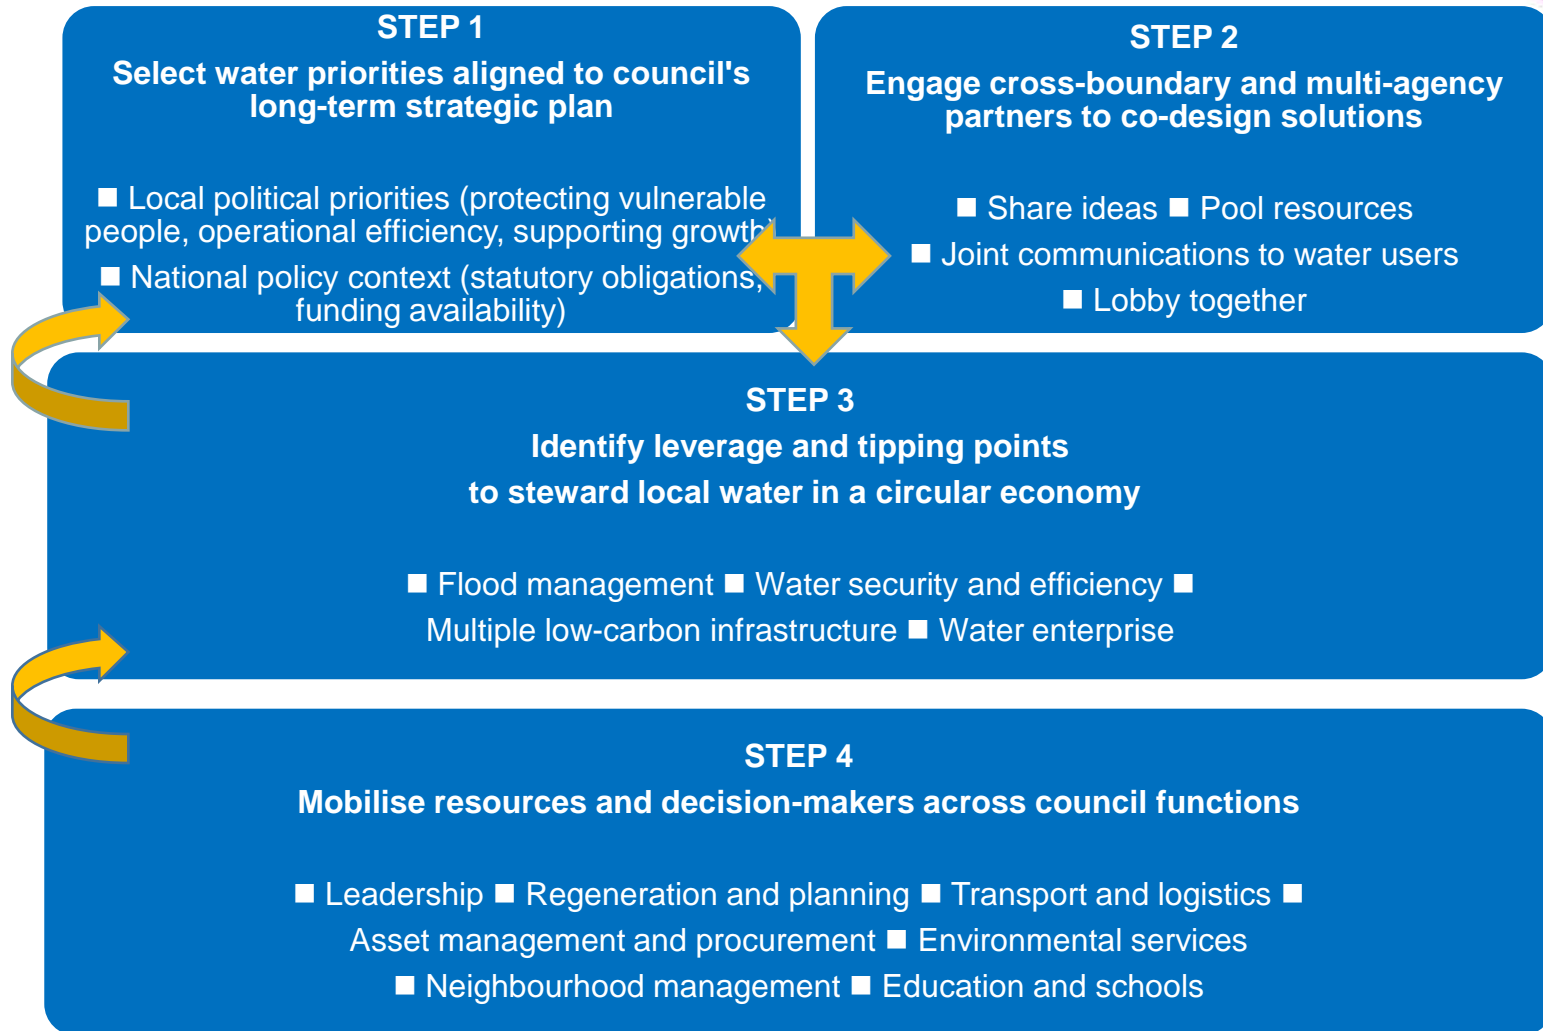 STEP 1
Select water priorities aligned to council's
long-term strategic plan
■ Local political priorities (protecting vulnerable
people, operational efficiency, supporting growth)
■ National policy context (statutory obligations,
funding availability)
STEP 2
Engage cross-boundary and multi-agency
partners to co-design solutions
■ Share ideas ■ Pool resources
■ Joint communications to water users
■ Lobby together
STEP 3
Identify leverage and tipping points
to steward local water in a circular economy
■ Flood management ■ Water security and efficiency ■
Multiple low-carbon infrastructure ■ Water enterprise
STEP 4
Mobilise resources and decision-makers across council functions
■ Leadership ■ Regeneration and planning ■ Transport and logistics ■
Asset management and procurement ■ Environmental services
■ Neighbourhood management ■ Education and schools